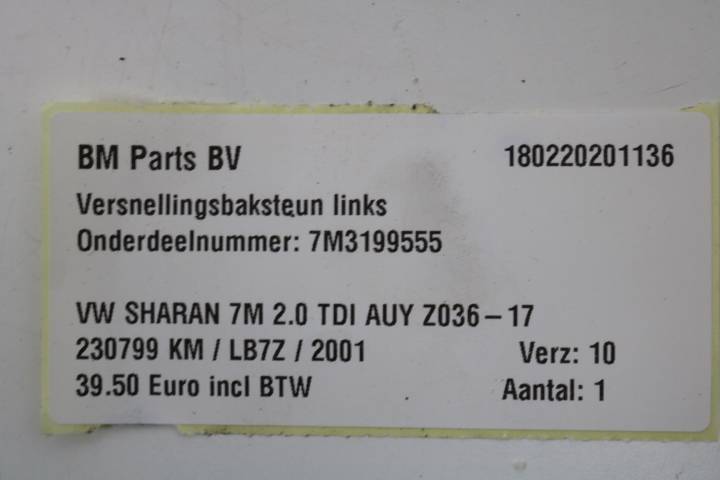 BM Parts BV 180220201136
Versnellingsbaksteun links
Onderdeelnummer: 7M3199555
VW SHARAN 7M 2.0 TDI AUY Z036-17
230799 KM / LB7Z / 2001 Verz: 10
39.50 Euro incl BTW Aantal: 1